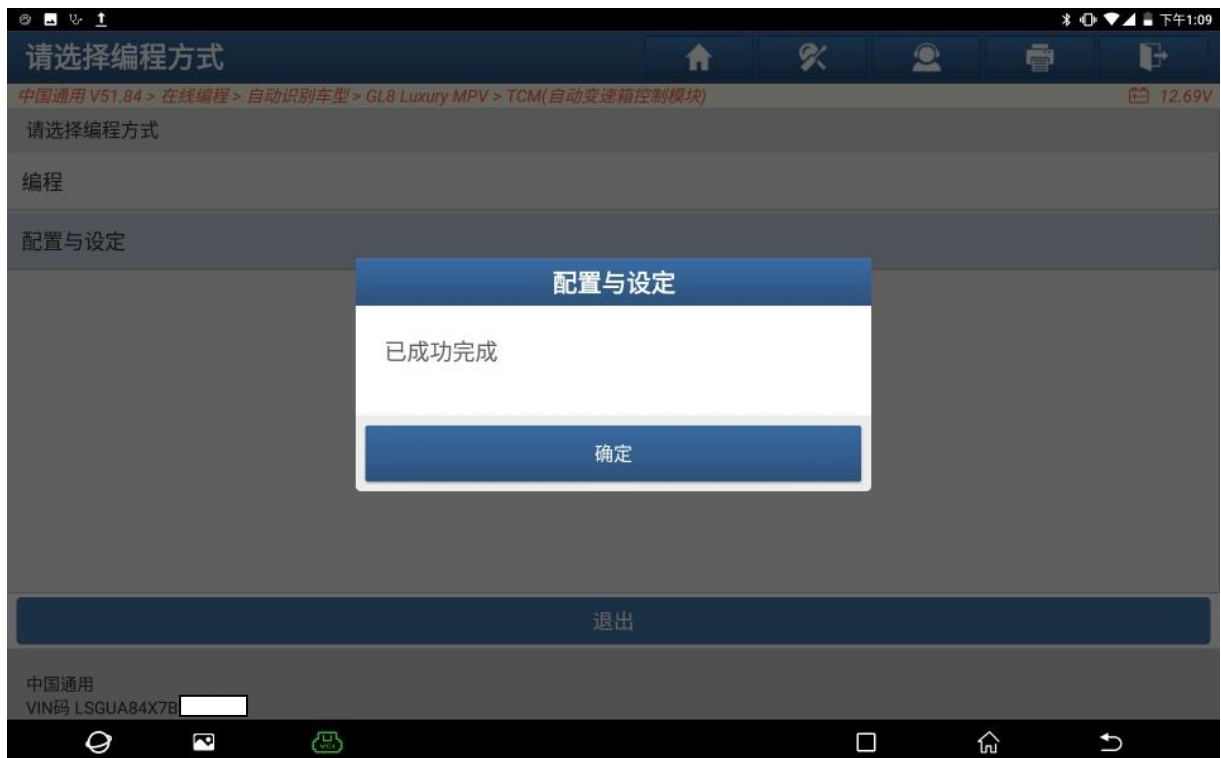 下午1:09
请选择编程方式
中国通用 V51.84 > 在线编程 > 自动识别车型 > GL8 Luxury MPV > TCM(自动变速箱控制模块)
12.69V
请选择编程方式
编程
配置与设定
配置与设定
已成功完成
确定
退出
中国通用
VIN码 LSGUA84X7B
VCI